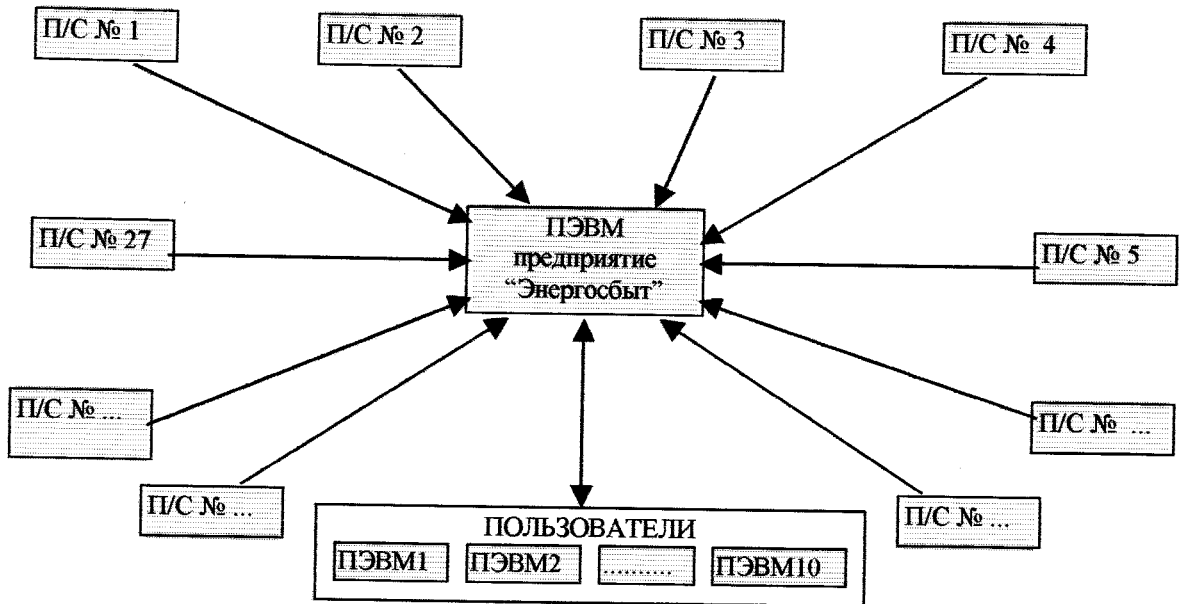 П/С № 1
П/С № 2
П/С № 3
П/С № 4
П/С № 27
ПЭВМ
предприятие
“Энергосбыт”
П/С № 5
П/С № ...
П/С № ...
П/С № ...
П/С № ...
ПОЛЬЗОВАТЕЛИ
ПЭВМ1
ПЭВМ2
..........
ПЭВМ10